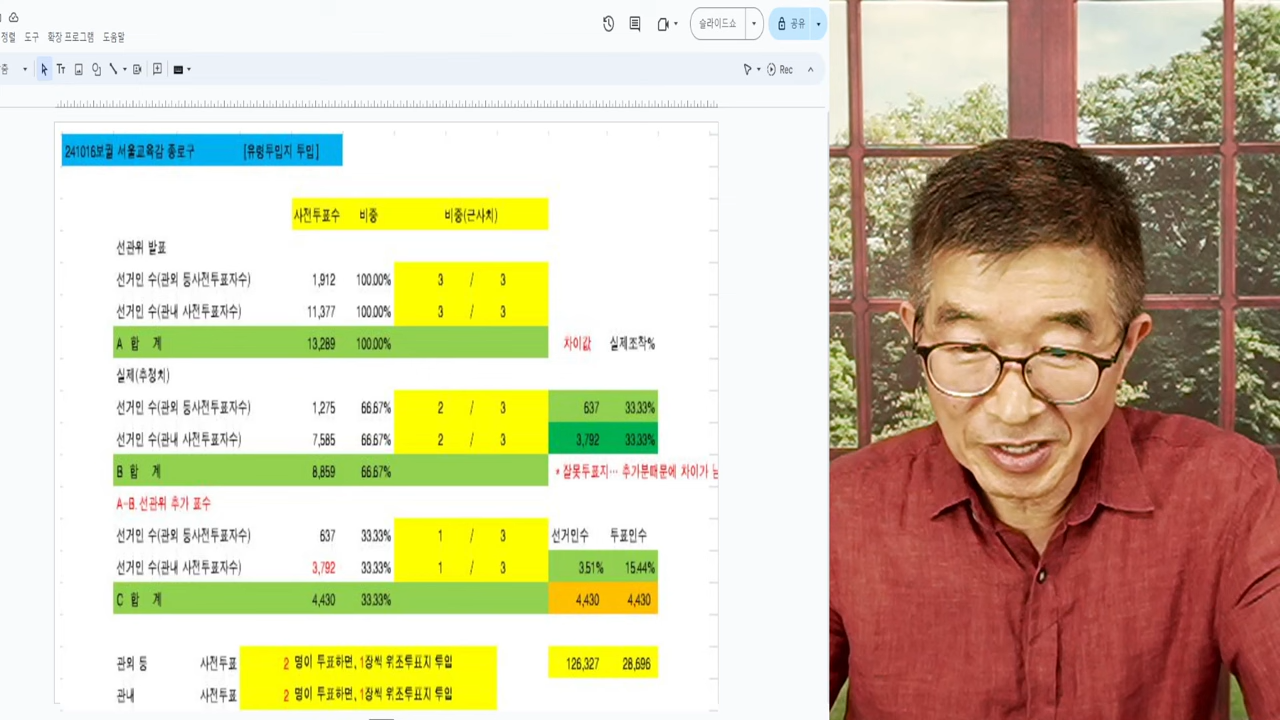 정렬 도구 확장 프로그램 도움말
슬라이드쇼
공유
Rec
241016보궐 서울교육감 종로구 [유령투입지 투입]
사전투표수 비중 비중(근사치)
선관위 발표
선거인 수(관외 등사전투표자수) 1,912 100.00% 3 / 3
선거인 수(관내 사전투표자수) 11,377 100.00% 3 / 3
A 합 계 13,289 100.00% 차이값 실제조작%
실제(추정치)
선거인 수(관외 등사전투표자수) 1,275 66.67% 2 / 3 637 33.33%
선거인 수(관내 사전투표자수) 7,585 66.67% 2 / 3 3,792 33.33%
B 합 계 8,859 66.67% * 잘못투표지… 추가분때문에 차이가
A-B. 선관위 추가 표수
선거인 수(관외 등사전투표자수) 637 33.33% 1 / 3 선거인수 투표인수
선거인 수(관내 사전투표자수) 3,792 33.33% 1 / 3 3.51% 15.44%
C 합 계 4,430 33.33% 4,430 4,430
관외 등 사전투표 2 명이 투표하면, 1장씩 위조투표지 투입 126,327 28,696
관내 사전투표 2 명이 투표하면, 1장씩 위조투표지 투입